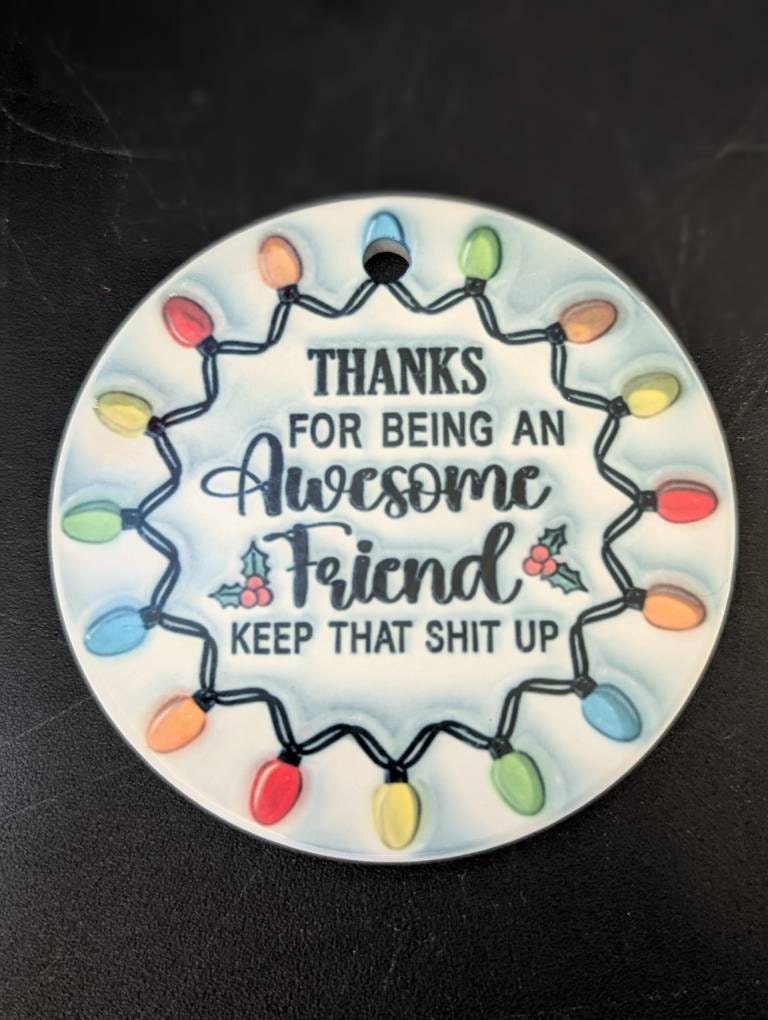 THANKS
FOR BEING AN
Awesome
Friend
KEEP THAT SHIT UP